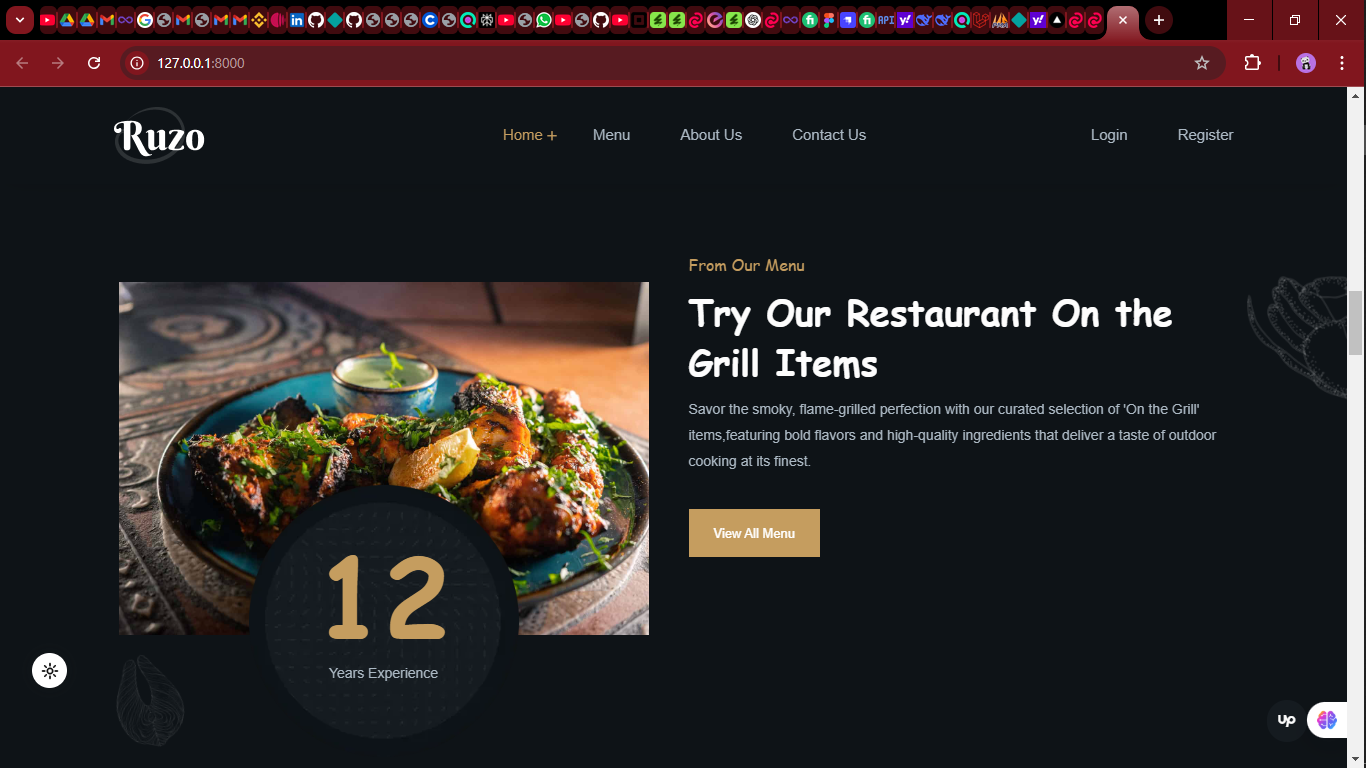 127.0.0.1:8000
Ruzo
Home +
Menu
About Us
Contact Us
Login
Register
From Our Menu
Try Our Restaurant On the
Grill Items
Savor the smoky, flame-grilled perfection with our curated selection of 'On the Grill'
items,featuring bold flavors and high-quality ingredients that deliver a taste of outdoor
cooking at its finest.
View All Menu
12
Years Experience
up